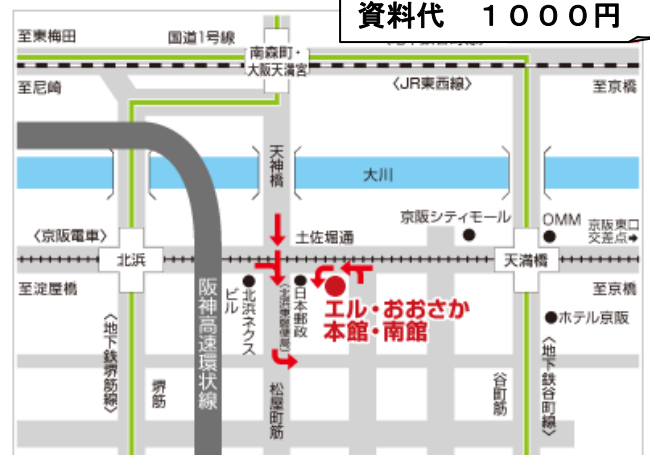 資料代　１０００円
至東梅田
国道1号線
南森町・
大阪天満宮
至尼崎
〈JR東西線〉
至京橋
天神橋
大川
京阪シティモール
OMM
京阪東口
交差点
〈京阪電車〉
土佐堀通
北浜
天満橋
至淀屋橋
至京橋
阪神高速環状線
北浜ネクス
ビル
日本郵政
〈北浜東郵便局〉
エル・おおさか
本館・南館
ホテル京阪
〈地下鉄堺筋線〉
堺筋
松屋町筋
谷町筋
〈地下鉄谷町線〉